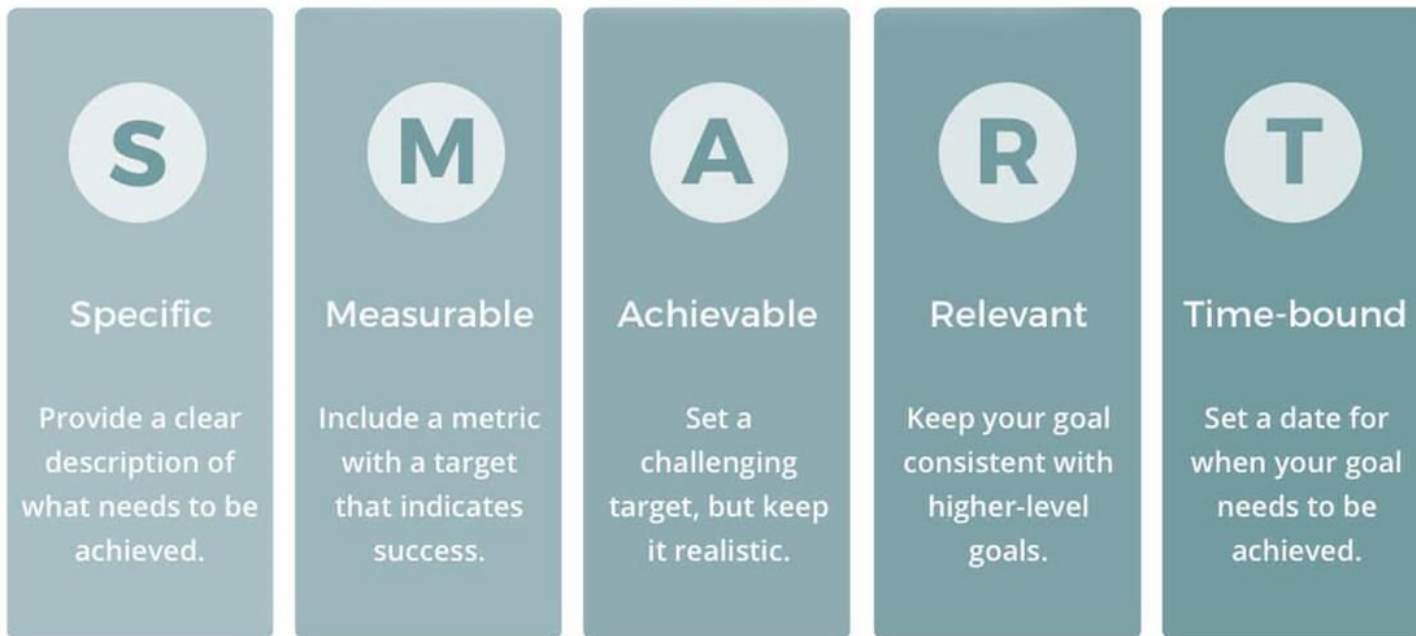 S
Specific
Provide a clear
description of
what needs to be
achieved.
M
Measurable
Include a metric
with a target
that indicates
success.
A
Achievable
Set a
challenging
target, but keep
it realistic.
R
Relevant
Keep your goal
consistent with
higher-level
goals.
T
Time-bound
Set a date for
when your goal
needs to be
achieved.